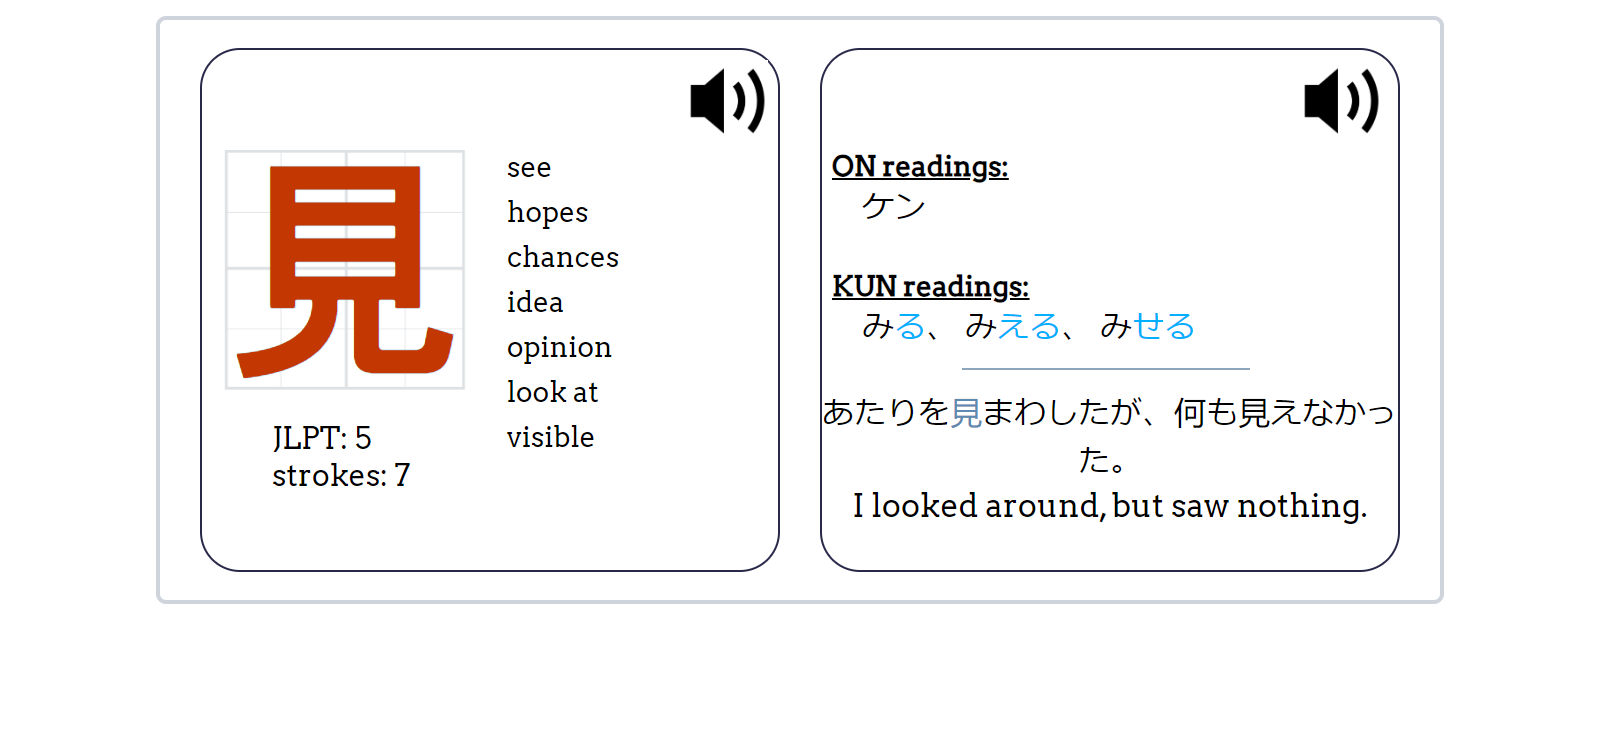 見
see
hopes
chances
idea
opinion
look at
visible
JLPT: 5
strokes: 7
ON readings:
ケン
KUN readings:
みる、 みえる、 みせる
あたりを見まわしたが、何も見えなかっ
た。
I looked around, but saw nothing.